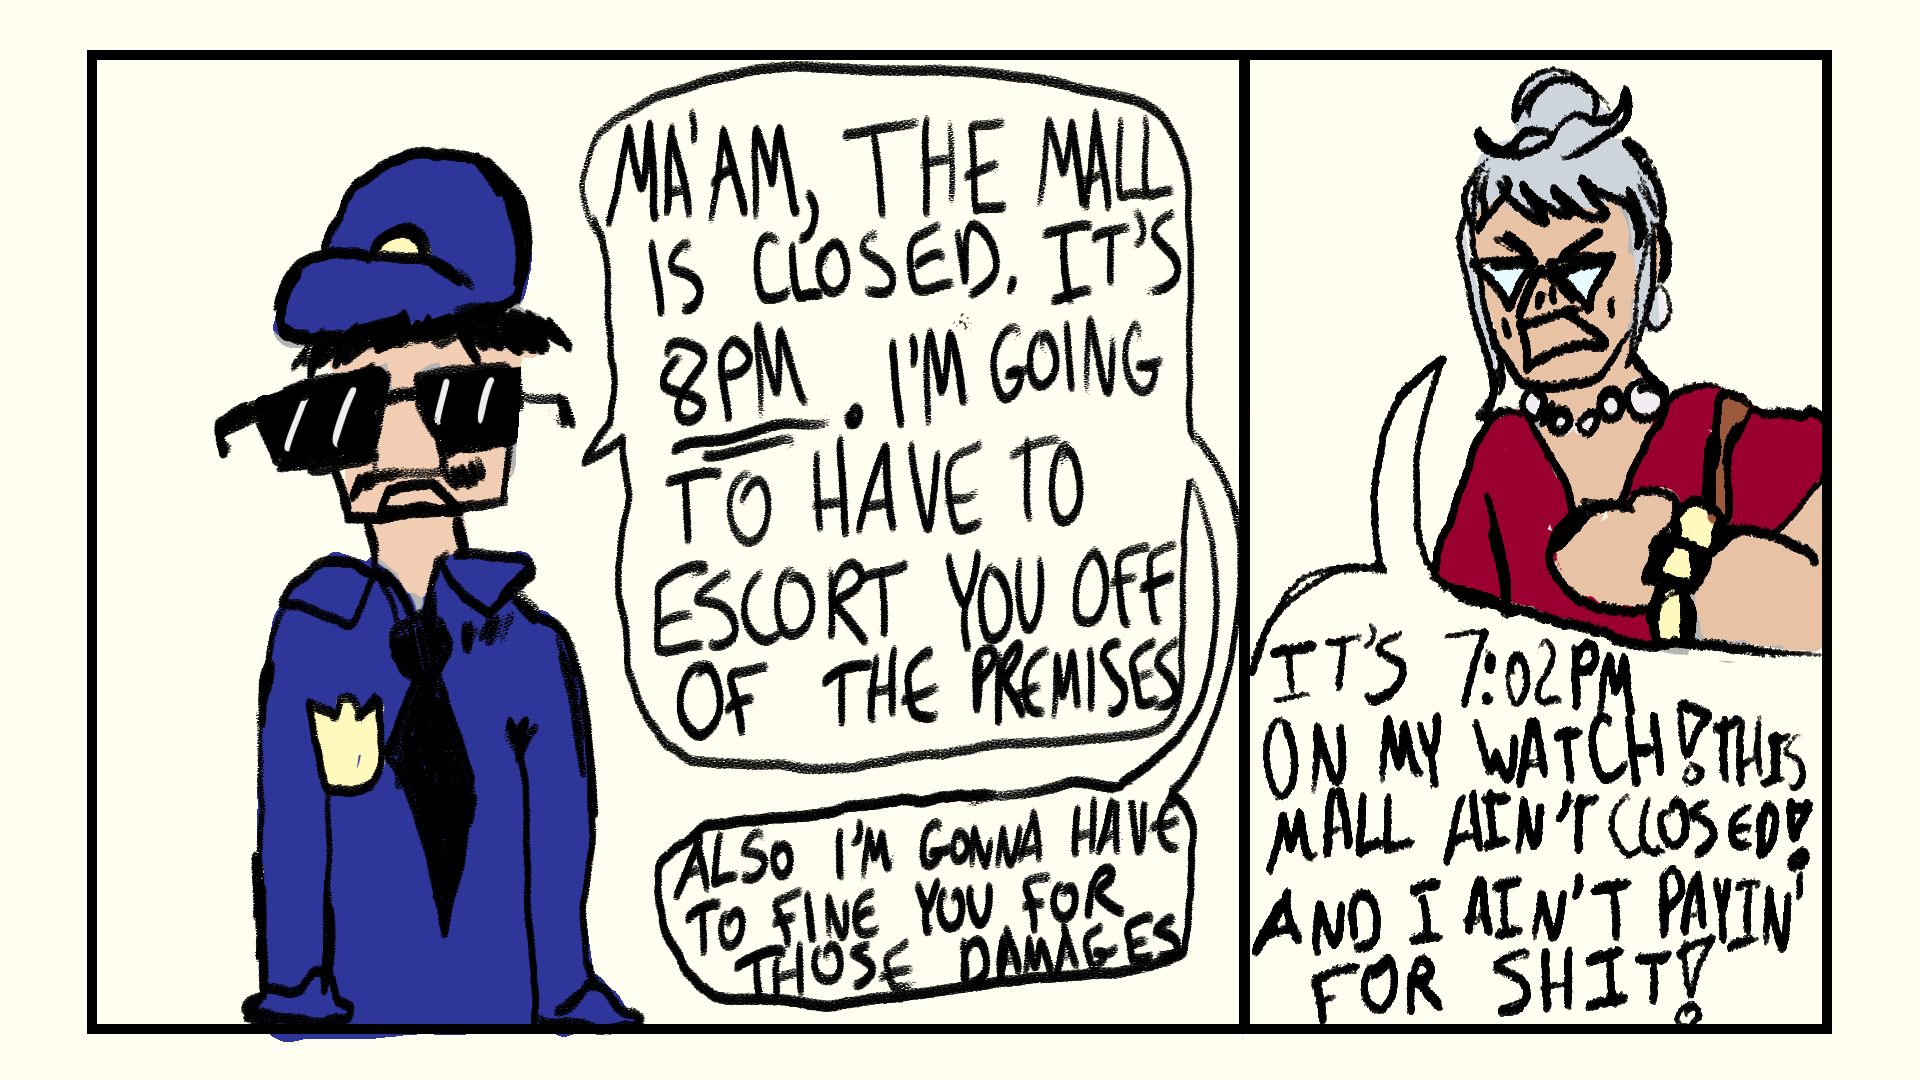 MA'AM, THE MALL
IS CLOSED. IT'S
8PM. I'M GOING
TO HAVE TO
ESCORT YOU OFF
OF THE PREMISES
ALSO I'M GONNA HAVE
TO FINE YOU FOR
THOSE DAMAGES
IT'S 7:02PM
ON MY WATCH! THIS
MALL AIN'T CLOSED!
AND I AIN'T PAYIN'
FOR SHIT!